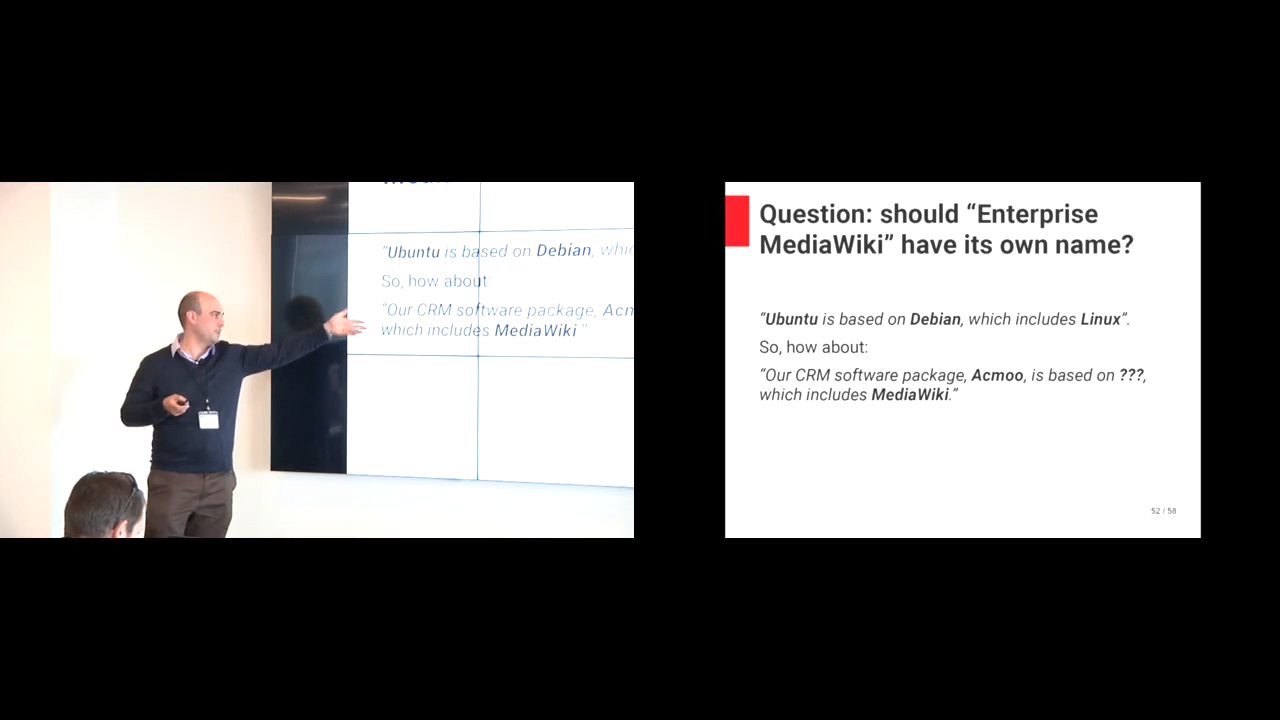 “Ubuntu is based on Debian, which
So, how about:
“Our CRM software package, Acm
which includes MediaWiki.”
Question: should “Enterprise
MediaWiki” have its own name?
“Ubuntu is based on Debian, which includes Linux”.
So, how about:
“Our CRM software package, Acmoo, is based on ???,
which includes MediaWiki.”
52 / 58